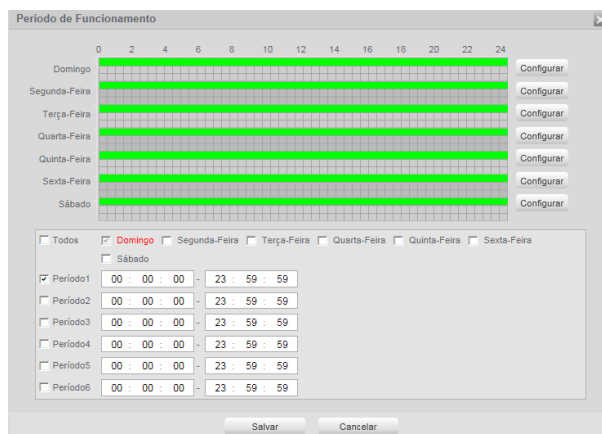 Período de Funcionamento
0 2 4 6 8 10 12 14 16 18 20 22 24
Domingo Configurar
Segunda-Feira Configurar
Terça-Feira Configurar
Quarta-Feira Configurar
Quinta-Feira Configurar
Sexta-Feira Configurar
Sábado Configurar
Todos Domingo Segunda-Feira Terça-Feira Quarta-Feira Quinta-Feira Sexta-Feira
Sábado
Período1 00 : 00 : 00 - 23 : 59 : 59
Período2 00 : 00 : 00 - 23 : 59 : 59
Período3 00 : 00 : 00 - 23 : 59 : 59
Período4 00 : 00 : 00 - 23 : 59 : 59
Período5 00 : 00 : 00 - 23 : 59 : 59
Período6 00 : 00 : 00 - 23 : 59 : 59
Salvar Cancelar